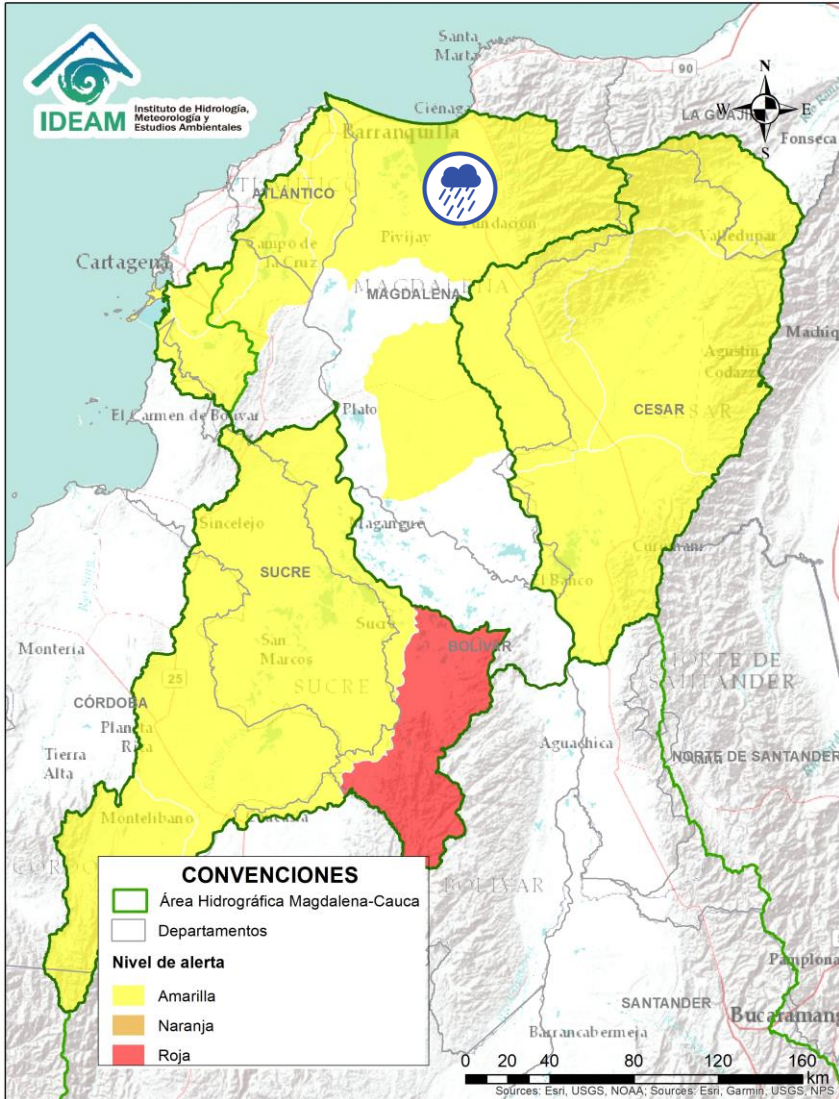 IDEAM
Instituto de Hidrología,
Meteorología y
Estudios Ambientales
Santa
Marta
90
N
W
E
S
Ciénaga
LA GUAJI
Fonseca
Barranquilla
ATLÁNTICO
Fundación
Pivijay
Valledupar
Campo de
la Cruz
Cartagena
MAGDALENA
MAGDALENA
Machiq
Agustín
Codazzi
CESAR
El Carmen de Bolívar
Plato
Sincelejo
Magangué
Curumaní
El Banco
SUCRE
Sucre
BOLÍVAR
San
Marcos
Montería
SUCRE
NORTE DE
SANTANDER
25
CÓRDOBA
Planeta
Rica
Aguachica
Tierra
Alta
NORTE DE SANTANDER
Montelíbano
BOLÍVAR
CONVENCIONES
Área Hidrográfica Magdalena-Cauca
Departamentos
Nivel de alerta
Amarilla
Naranja
Roja
Pamplona
SANTANDER
Bucaramang
Barrancabermeja
0 20 40 80 120 160
km
Sources: Esri, USGS, NOAA; Sources: Esri, Garmin, USGS, NPS